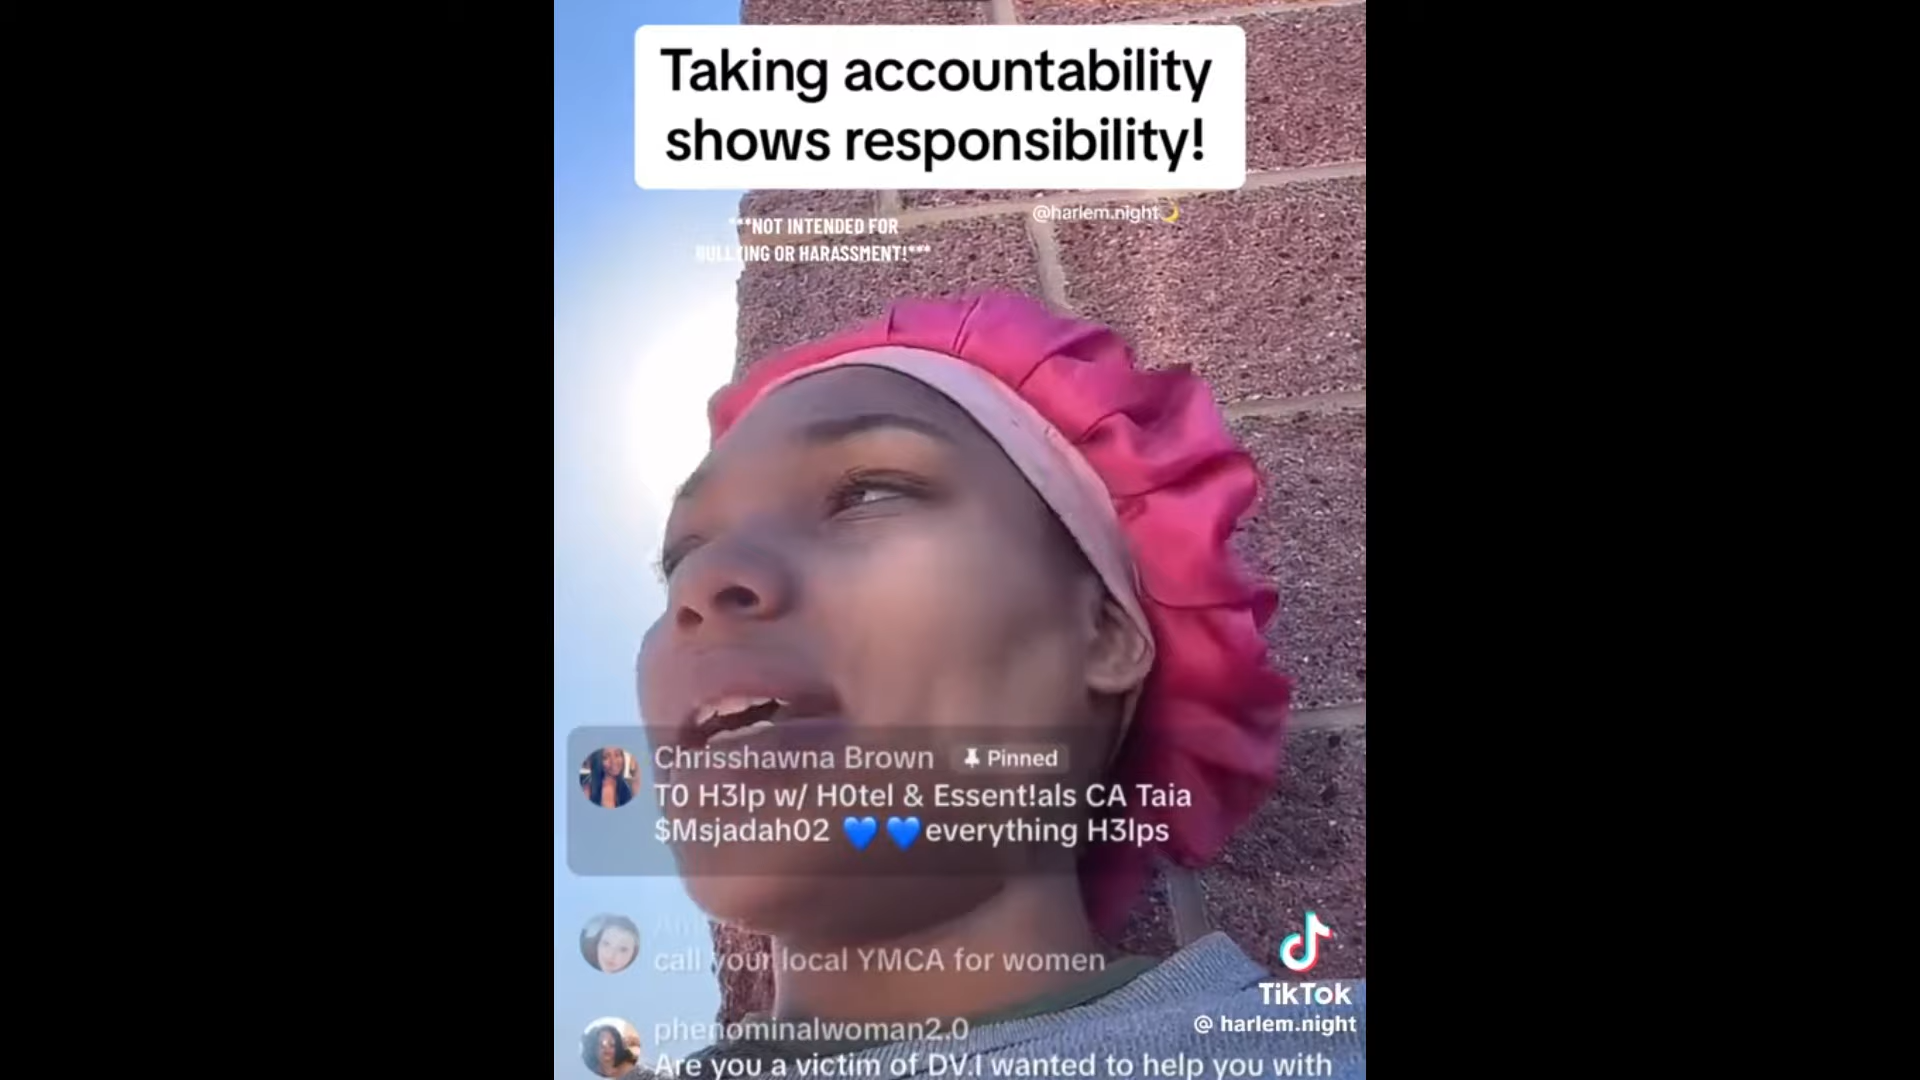 Taking accountability
shows responsibility!
@harlem.night🌙
***NOT INTENDED FOR
BULLYING OR HARASSMENT!***
Chrisshawna Brown Pinned
T0 H3lp w/ H0tel & Essent!als CA Taia
$Msjadah02 💙 💙 everything H3lps
call your local YMCA for women
phenominalwoman2.0
Are you a victim of DV.I wanted to help you with
TikTok
@ harlem.night